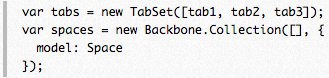 var tabs = new TabSet([tab1, tab2, tab3]);
var spaces = new Backbone.Collection([], {
  model: Space
});